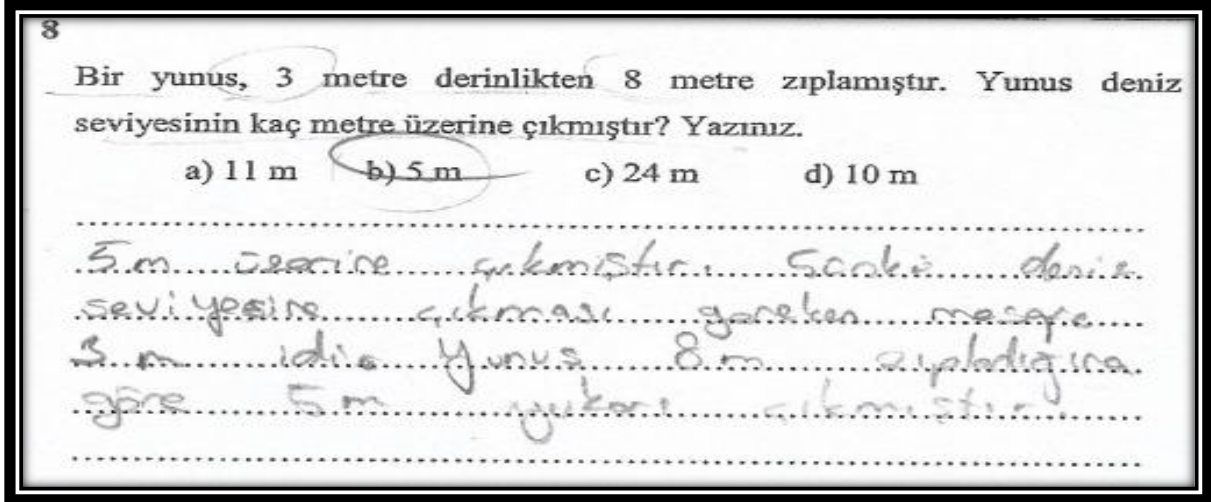 8
Bir yunus, 3 metre derinlikten 8 metre zıplamıştır. Yunus deniz
seviyesinin kaç metre üzerine çıkmıştır? Yazınız.
a) 11 m b) 5 m c) 24 m d) 10 m
5 m üzerine çıkmıştır. Çünkü deniz
seviyesine çıkması gereken mesafe
3 m idi. Yunus 8 m zıpladığına
göre 5 m yukarı çıkmıştır.